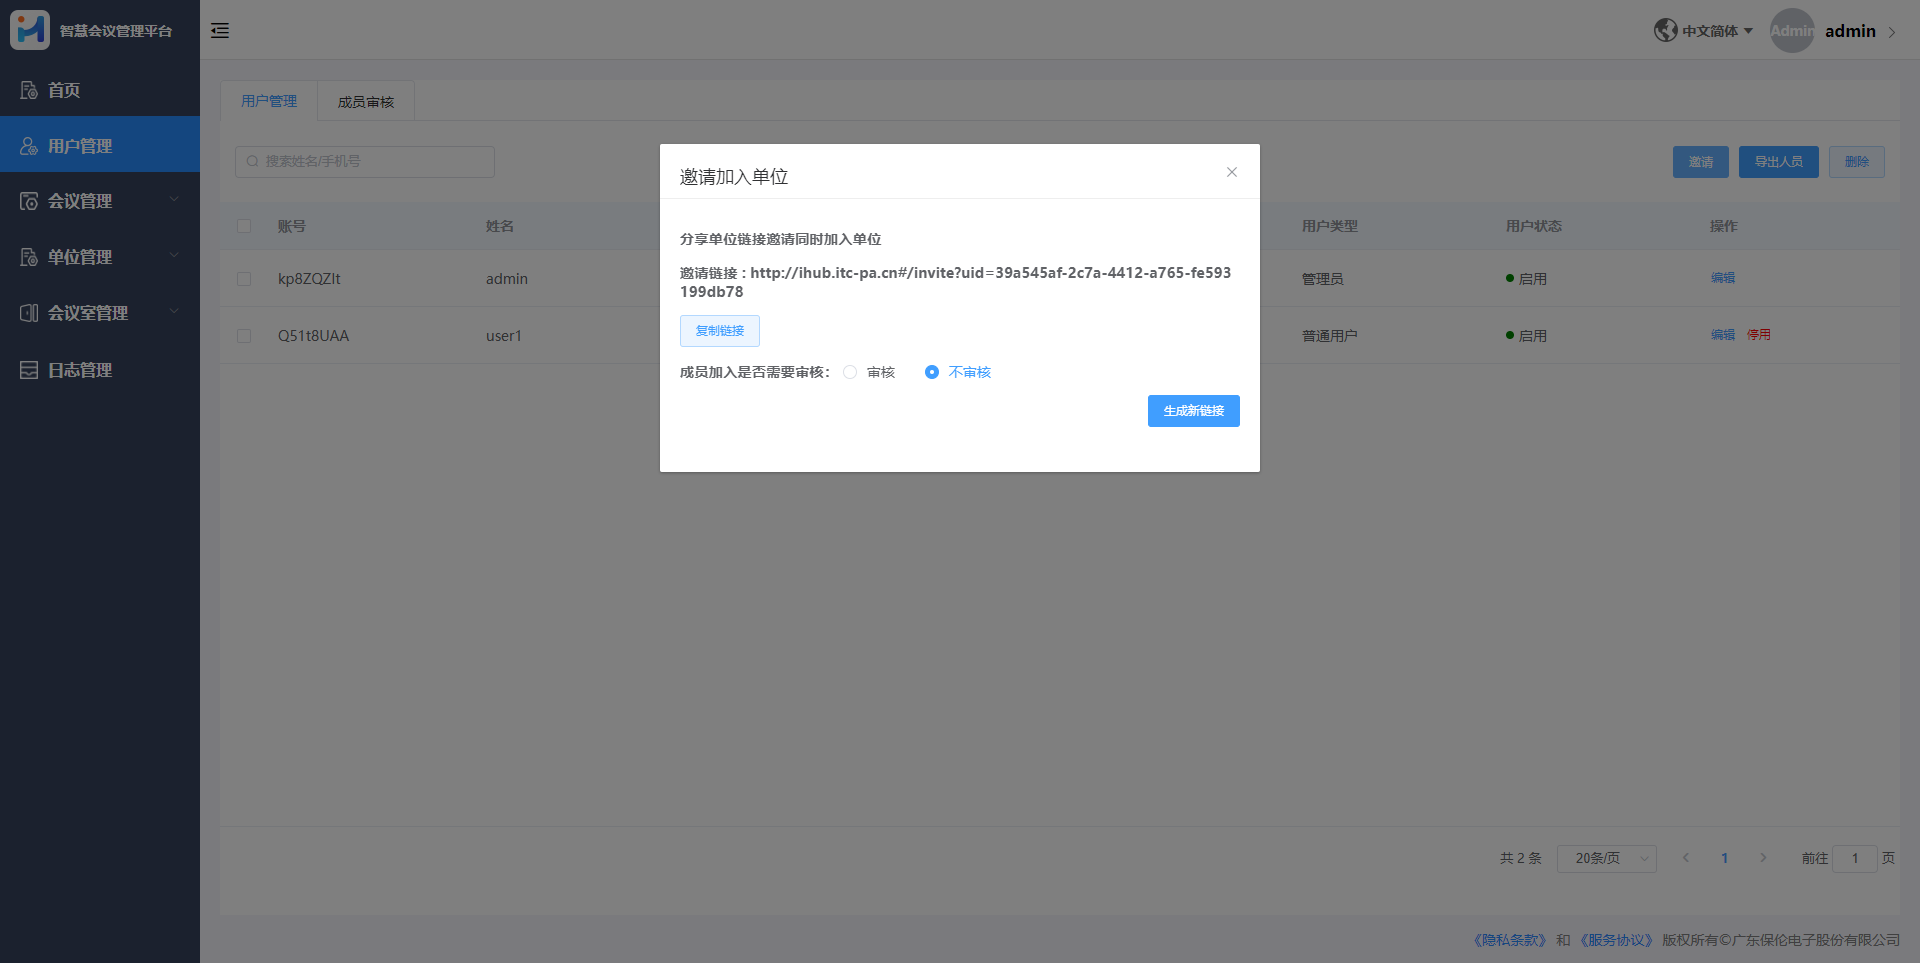 智慧会议管理平台
中文简体
Admin
admin
首页
用户管理
会议管理
单位管理
会议室管理
日志管理
用户管理
成员审核
搜索姓名/手机号
邀请
导出人员
删除
账号
姓名
用户类型
用户状态
操作
kp8ZQZlt
admin
管理员
启用
编辑
Q51t8UAA
user1
普通用户
启用
编辑
停用
邀请加入单位
分享单位链接邀请同时加入单位
邀请链接 : http://ihub.itc-pa.cn#/invite?uid=39a545af-2c7a-4412-a765-fe593
199db78
复制链接
成员加入是否需要审核:
审核
不审核
生成新链接
共 2 条
20条/页
1
前往
1
页
《隐私条款》 和 《服务协议》 版权所有©广东保伦电子股份有限公司